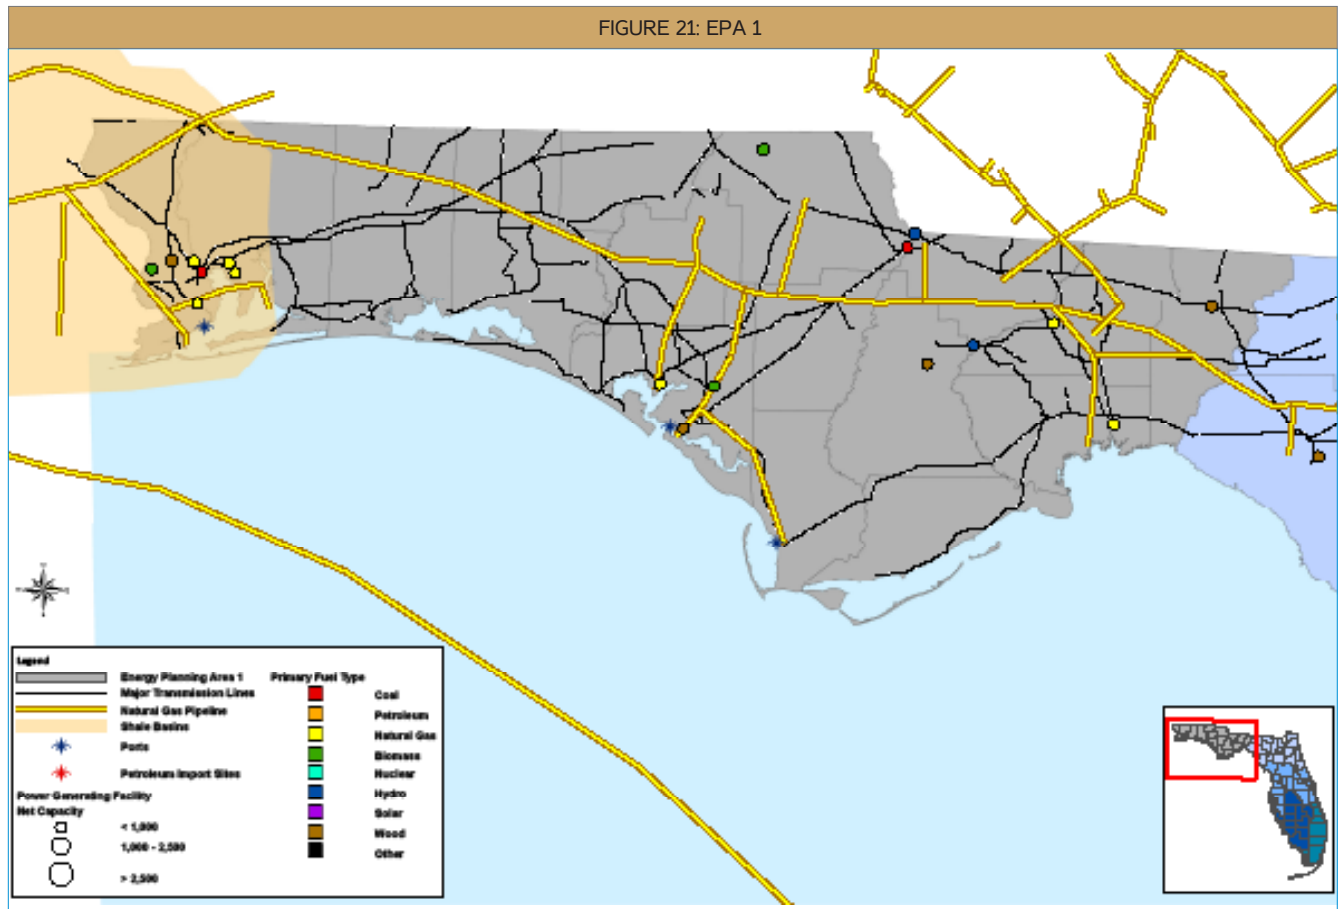 FIGURE 21: EPA 1
Legend
Energy Planning Area 1
Major Transmission Lines
Natural Gas Pipeline
Shale Basins
Ports
Petroleum Import Sites
Power Generating Facility
Net Capacity
< 1,000
1,000 - 2,500
> 2,500
Primary Fuel Type
Coal
Petroleum
Natural Gas
Biomass
Nuclear
Hydro
Solar
Wood
Other